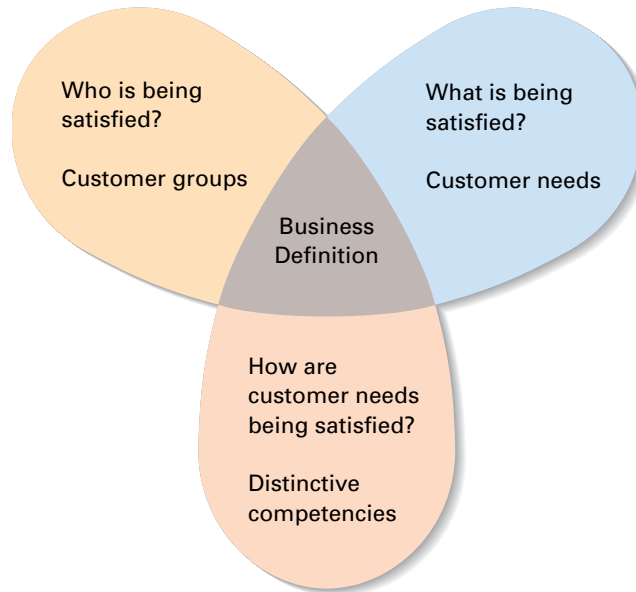 Who is being
satisfied?
Customer groups
What is being
satisfied?
Customer needs
Business
Definition
How are
customer needs
being satisfied?
Distinctive
competencies